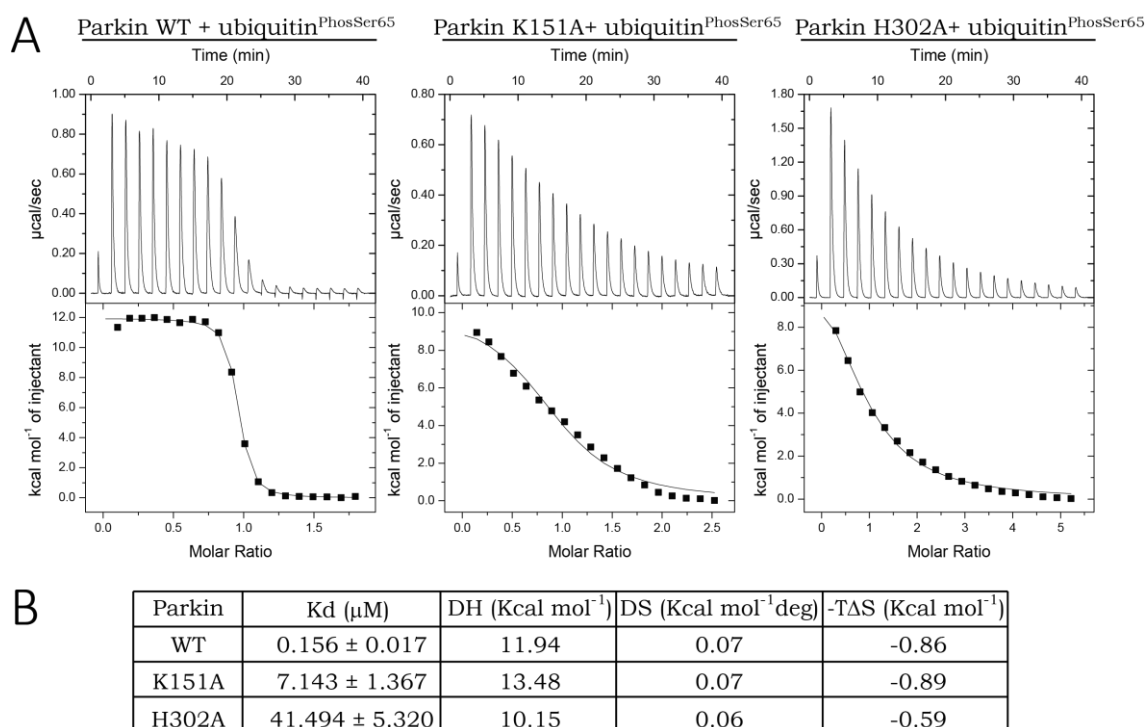 A
Parkin WT + ubiquitin^PhosSer65 Parkin K151A+ ubiquitin^PhosSer65 Parkin H302A+ ubiquitin^PhosSer65
Time (min) Time (min) Time (min)
0 10 20 30 40 0 10 20 30 40 0 10 20 30 40
1.00 0.80 1.80
0.80 1.50
0.60 0.60 1.20
0.40 0.40 0.90
0.20 0.20 0.60
0.30
0.00 0.00 0.00
µcal/sec µcal/sec µcal/sec
12.0 10.0 8.0
10.0 8.0 6.0
8.0 6.0 4.0
6.0 4.0 2.0
4.0 2.0 0.0
2.0 0.0
0.0
kcal mol⁻¹ of injectant kcal mol⁻¹ of injectant kcal mol⁻¹ of injectant
0.0 0.5 1.0 1.5 0.0 0.5 1.0 1.5 2.0 2.5 0 1 2 3 4 5
Molar Ratio Molar Ratio Molar Ratio
B
Parkin Kd (µM) DH (Kcal mol⁻¹) DS (Kcal mol⁻¹deg) -TΔS (Kcal mol⁻¹)
WT 0.156 ± 0.017 11.94 0.07 -0.86
K151A 7.143 ± 1.367 13.48 0.07 -0.89
H302A 41.494 ± 5.320 10.15 0.06 -0.59